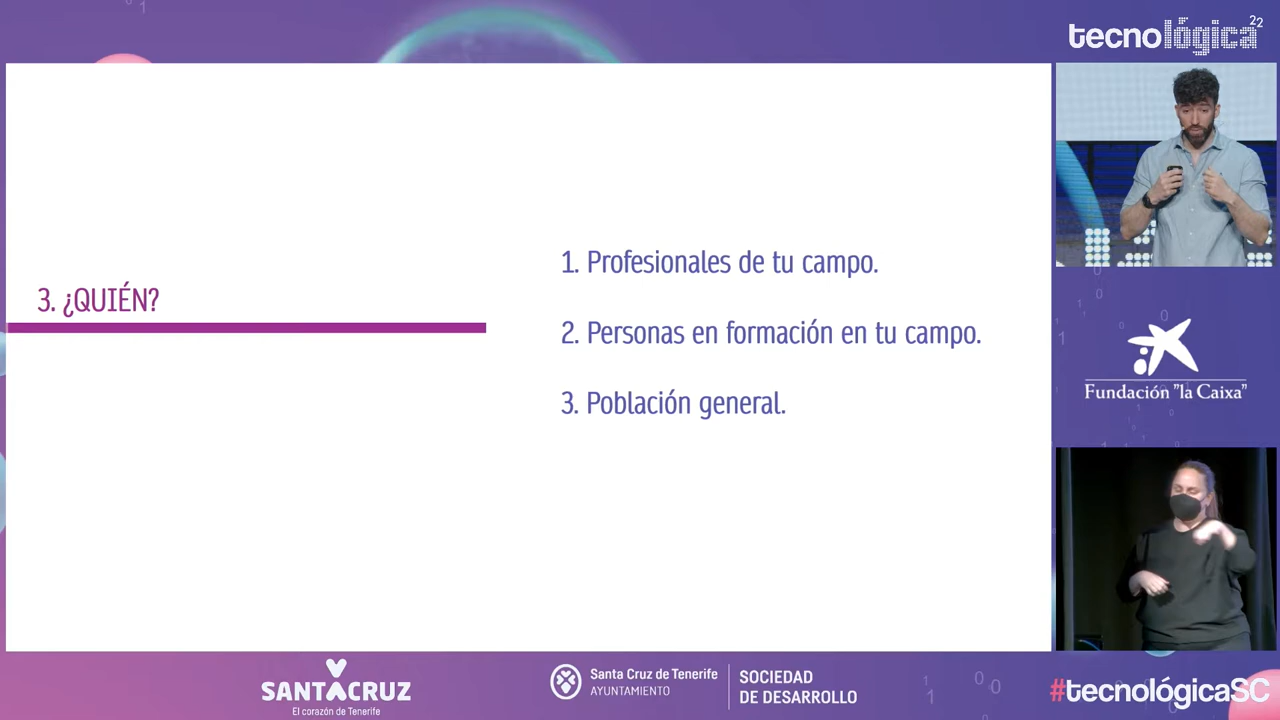 tecnológica22
3. ¿QUIÉN?
1. Profesionales de tu campo.
2. Personas en formación en tu campo.
3. Población general.
Fundación "la Caixa"
SANTACRUZ
El corazón de Tenerife
Santa Cruz de Tenerife
AYUNTAMIENTO
SOCIEDAD
DE DESARROLLO
#tecnológicaSC